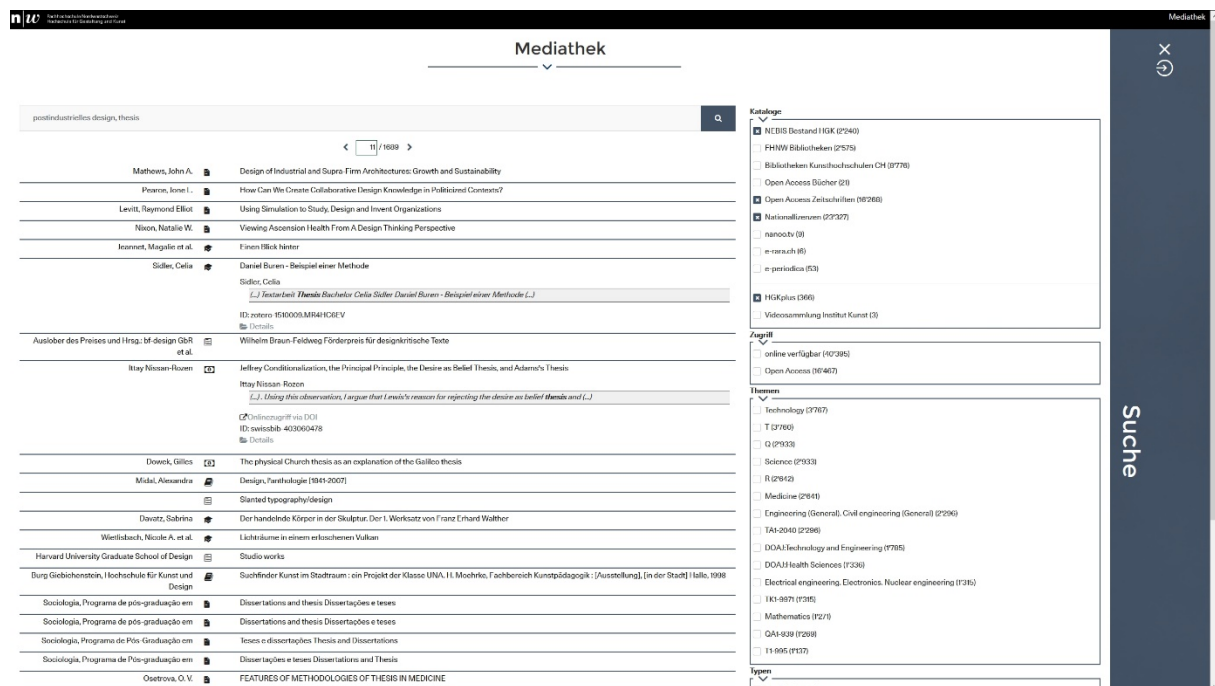 n|w Fachhochschule Nordwestschweiz
Hochschule für Gestaltung und Kunst
Mediathek
Mediathek
postindustrielles design, thesis
11 / 1689
Mathews, John A. Design of Industrial and Supra-Firm Architectures: Growth and Sustainability
Pearce, Ione L. How Can We Create Collaborative Design Knowledge in Politicized Contexts?
Levitt, Raymond Elliot Using Simulation to Study, Design and Invent Organizations
Nixon, Natalie W. Viewing Ascension Health From A Design Thinking Perspective
Jeannet, Magalie et al. Einen Blick hinter
Sidler, Celia Daniel Buren - Beispiel einer Methode
Sidler, Celia
(...) Textarbeit Thesis Bachelor Celia Sidler Daniel Buren - Beispiel einer Methode (...)
ID: zotero-1510009.MR4HC6EV
Details
Auslober des Preises und Hrsg.: bf-design GbR et al. Wilhelm Braun-Feldweg Förderpreis für designkritische Texte
Ittay Nissan-Rozen Jeffrey Conditionalization, the Principal Principle, the Desire as Belief Thesis, and Adams's Thesis
Ittay Nissan-Rozen
(...) . Using this observation, I argue that Lewis's reason for rejecting the desire as belief thesis and (...)
Onlinezugriff via DOI
ID: swissbib-403060478
Details
Dowek, Gilles The physical Church thesis as an explanation of the Galileo thesis
Midal, Alexandra Design, l'anthologie [1841-2007]
Slanted typography/design
Davatz, Sabrina Der handelnde Körper in der Skulptur. Der 1. Werksatz von Franz Erhard Walther
Wietlisbach, Nicole A. et al. Lichträume in einem erloschenen Vulkan
Harvard University Graduate School of Design Studio works
Burg Giebichenstein, Hochschule für Kunst und Design Suchfinder Kunst im Stadtraum : ein Projekt der Klasse UNA. H. Moehrke, Fachbereich Kunstpädagogik : [Ausstellung], [in der Stadt] Halle, 1998
Sociologia, Programa de pós-graduação em Dissertations and thesis Dissertações e teses
Sociologia, Programa de pós-graduação em Dissertations and thesis Dissertações e teses
Sociologia, Programa de Pós-Graduação em Teses e dissertações Thesis and Dissertations
Sociologia, Programa de Pós-graduação em Dissertações e teses Dissertations and Thesis
Osetrova, O. V. FEATURES OF METHODOLOGIES OF THESIS IN MEDICINE
Kataloge
NEBIS Bestand HGK (2'240)
FHNW Bibliotheken (2'575)
Bibliotheken Kunsthochschulen CH (8'776)
Open Access Bücher (21)
Open Access Zeitschriften (16'268)
Nationallizenzen (23'327)
nanoo.tv (9)
e-rara.ch (6)
e-periodica (53)
HGKplus (366)
Videosammlung Institut Kunst (3)
Zugriff
online verfügbar (40'395)
Open Access (16'467)
Themen
Technology (3'767)
T (3'760)
Q (2'933)
Science (2'933)
R (2'642)
Medicine (2'641)
Engineering (General). Civil engineering (General) (2'296)
TA1-2040 (2'296)
DOAJ:Technology and Engineering (1'785)
DOAJ:Health Sciences (1'336)
Electrical engineering. Electronics. Nuclear engineering (1'315)
TK1-9971 (1'315)
Mathematics (1'271)
QA1-939 (1'269)
T1-995 (1'137)
Typen
Suche